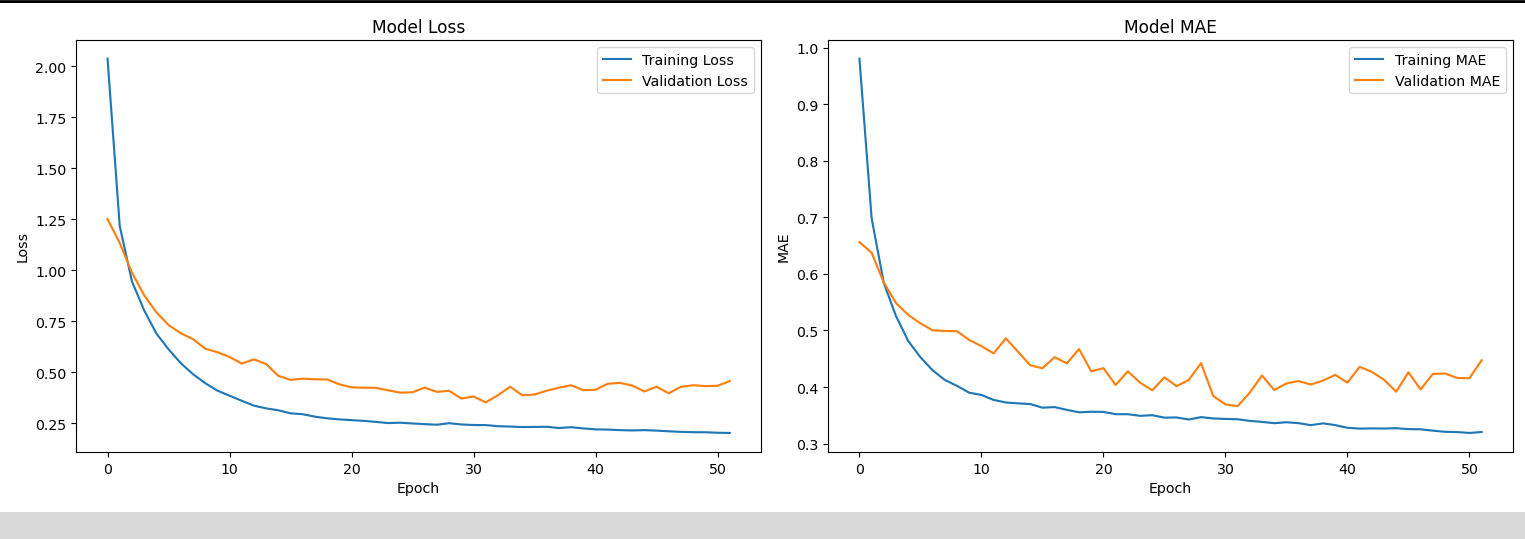 Model Loss
Training Loss
Validation Loss
2.00
1.75
1.50
1.25
1.00
0.75
0.50
0.25
Loss
0
10
20
30
40
50
Epoch
Model MAE
Training MAE
Validation MAE
1.0
0.9
0.8
0.7
0.6
0.5
0.4
0.3
MAE
0
10
20
30
40
50
Epoch